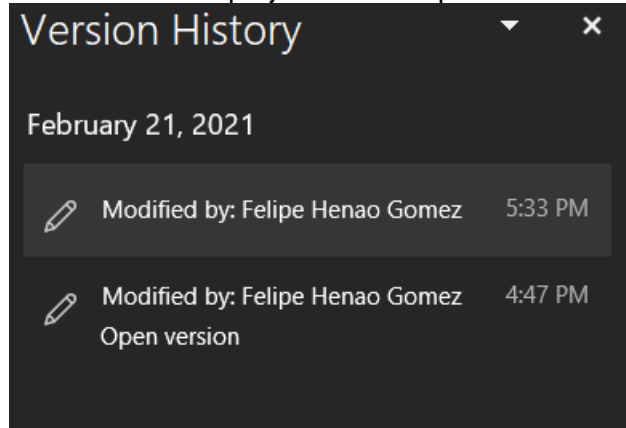 Version History
February 21, 2021
Modified by: Felipe Henao Gomez 5:33 PM
Modified by: Felipe Henao Gomez 4:47 PM
Open version